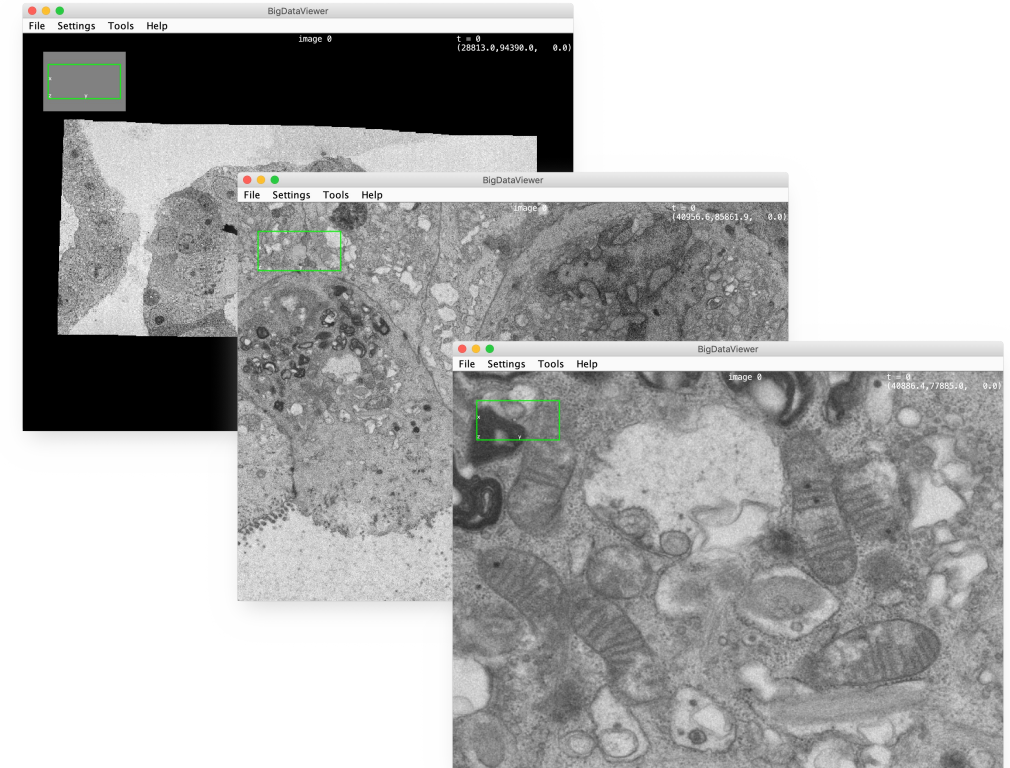 BigDataViewer
File Settings Tools Help
image 0
t = 0
(28813.0,94390.0, 0.0)
x
z y
BigDataViewer
File Settings Tools Help
image 0
t = 0
(40956.6,85861.9, 0.0)
BigDataViewer
File Settings Tools Help
image 0
t = 0
(40886.4,77885.0, 0.0)
x
z y